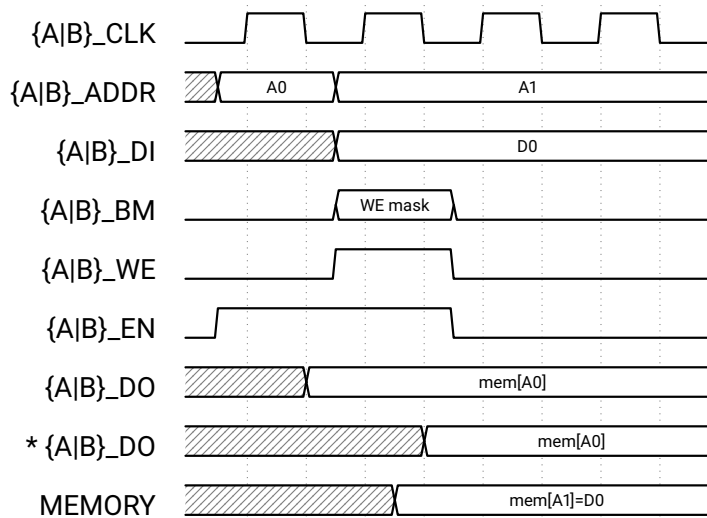 {A|B}_CLK
{A|B}_ADDR A0 A1
{A|B}_DI D0
{A|B}_BM WE mask
{A|B}_WE
{A|B}_EN
{A|B}_DO mem[A0]
* {A|B}_DO mem[A0]
MEMORY mem[A1]=D0